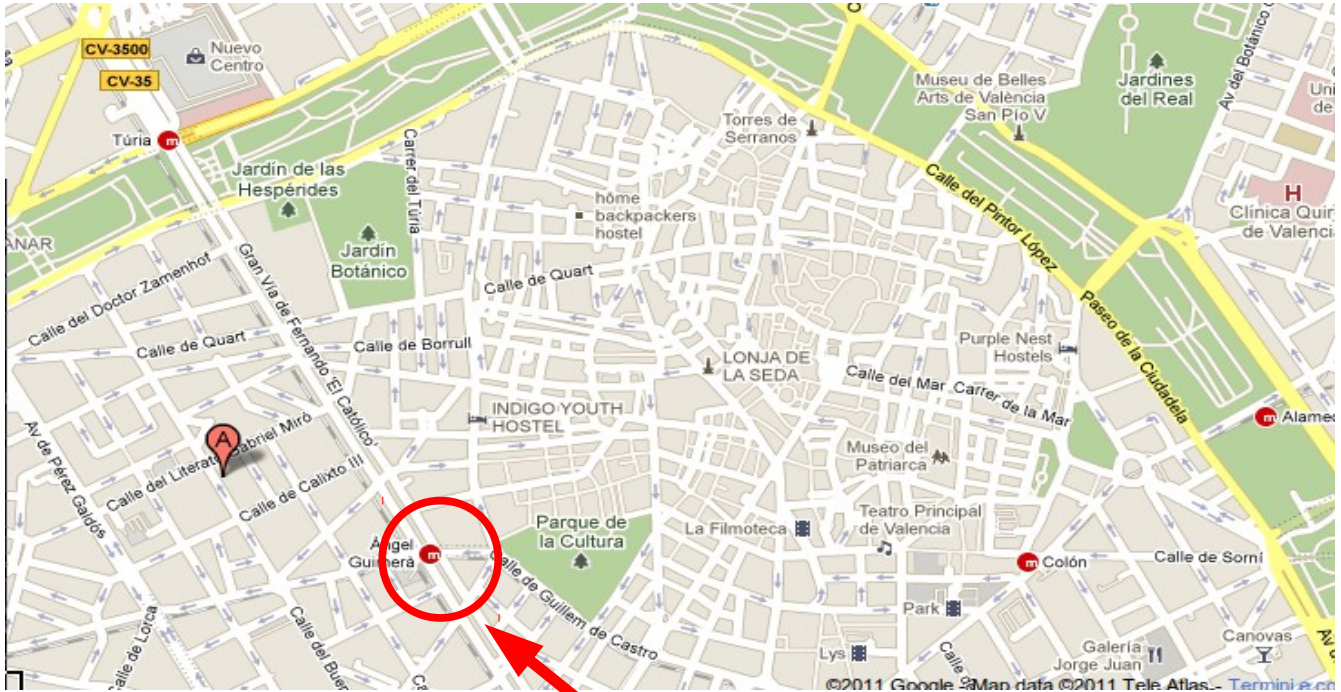 CV-3500
CV-35
Nuevo
Centro
Túria
m
Jardín de las
Hespérides
Carrer del Túria
Jardín
Botánico
Torres de
Serranos
Museu de Belles
Arts de València
San Pío V
Jardines
del Real
Av del Botánico
H
Clínica
de
home
backpackers
hostel
Calle del Pintor López
Calle del Doctor Zamenhof
Gran Vía de Fernando 'El Católico'
Calle de Quart
Calle de Quart
Calle de Borrull
Paseo de la Ciudadela
Purple Nest
Hostels
LONJA DE
LA SEDA
Calle del Mar
Carrer de la Mar
INDIGO YOUTH
HOSTEL
m
A
Calle del Literato Gabriel Miró
Av de Pérez Galdós
Calle de Calixto III
Museo del
Patriarca
Parque de
la Cultura
La Filmoteca
Teatro Principal
de Valencia
Àngel
Guimerà
m
m
Colón
Calle de Sorní
Calle de Guillem de Castro
Park
Calle de Lorca
Calle del
Lys
Galería
Jorge Juan
Canovas
©2011 Google - Map data ©2011 Tele Atlas -